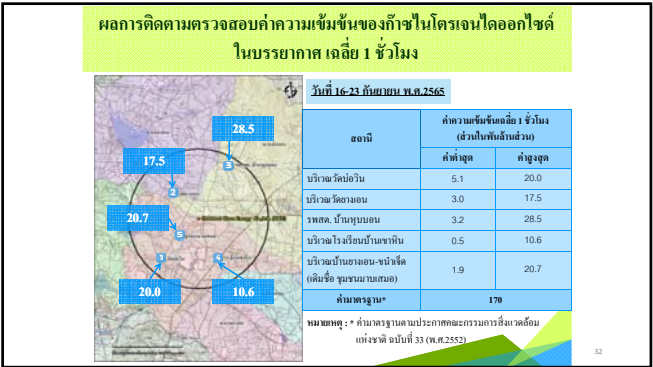 ผลการติดตามตรวจสอบค่าความเข้มข้นของก๊าซไนโตรเจนไดออกไซด์
ในบรรยากาศ เฉลี่ย 1 ชั่วโมง
วันที่ 16-23 กันยายน พ.ศ.2565
28.5
17.5
20.7
20.0
10.6
3
2
5
1
4
สถานี
ค่าความเข้มข้นเฉลี่ย 1 ชั่วโมง
(ส่วนในพันล้านส่วน)
ค่าต่ำสุด ค่าสูงสุด
บริเวณวัดบ่อวิน 5.1 20.0
บริเวณวัดยางเอน 3.0 17.5
รพสต. บ้านหุบบอน 3.2 28.5
บริเวณโรงเรียนบ้านเขาหิน 0.5 10.6
บริเวณบ้านยางเอน-ขนำเจ็ด
(เดิมชื่อ ชุมชนมาบเสมอ) 1.9 20.7
ค่ามาตรฐาน* 170
หมายเหตุ : * ค่ามาตรฐานตามประกาศคณะกรรมการสิ่งแวดล้อม
แห่งชาติ ฉบับที่ 33 (พ.ศ.2552)
32